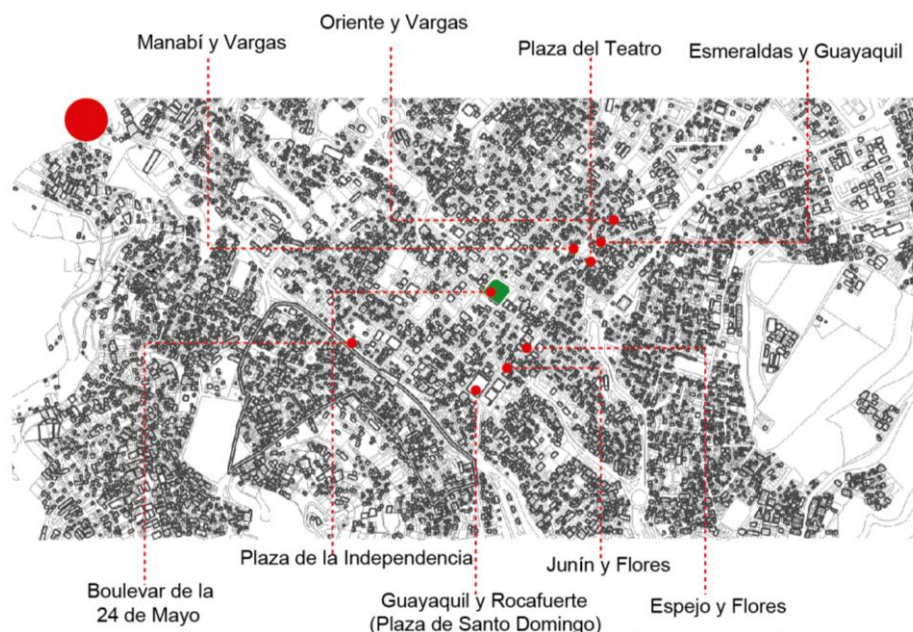 Oriente y Vargas
Manabí y Vargas
Plaza del Teatro
Esmeraldas y Guayaquil
Plaza de la Independencia
Junín y Flores
Boulevar de la
24 de Mayo
Guayaquil y Rocafuerte
(Plaza de Santo Domingo)
Espejo y Flores